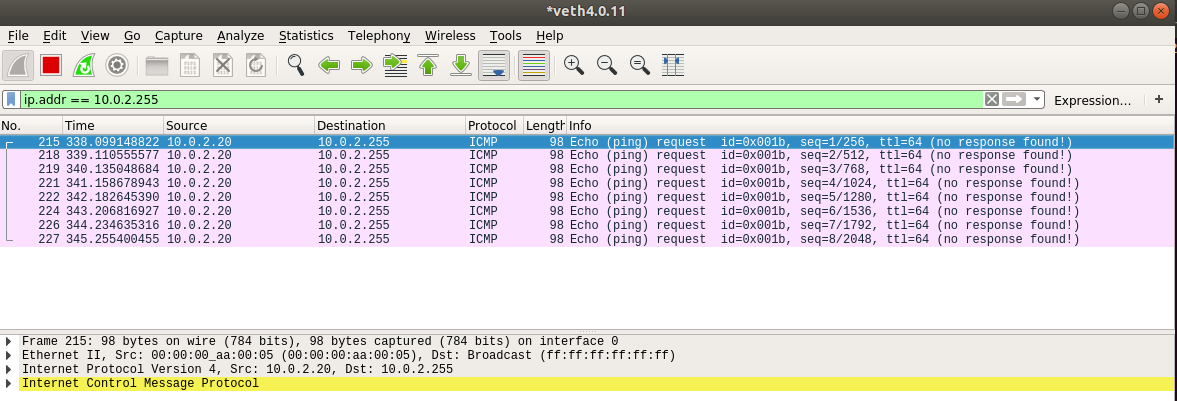 *veth4.0.11
File Edit View Go Capture Analyze Statistics Telephony Wireless Tools Help
ip.addr == 10.0.2.255 Expression... +
No. Time Source Destination Protocol Length Info
215 338.099148822 10.0.2.20 10.0.2.255 ICMP 98 Echo (ping) request id=0x001b, seq=1/256, ttl=64 (no response found!)
218 339.110555577 10.0.2.20 10.0.2.255 ICMP 98 Echo (ping) request id=0x001b, seq=2/512, ttl=64 (no response found!)
219 340.135048684 10.0.2.20 10.0.2.255 ICMP 98 Echo (ping) request id=0x001b, seq=3/768, ttl=64 (no response found!)
221 341.158678943 10.0.2.20 10.0.2.255 ICMP 98 Echo (ping) request id=0x001b, seq=4/1024, ttl=64 (no response found!)
222 342.182645390 10.0.2.20 10.0.2.255 ICMP 98 Echo (ping) request id=0x001b, seq=5/1280, ttl=64 (no response found!)
224 343.206816927 10.0.2.20 10.0.2.255 ICMP 98 Echo (ping) request id=0x001b, seq=6/1536, ttl=64 (no response found!)
226 344.234635316 10.0.2.20 10.0.2.255 ICMP 98 Echo (ping) request id=0x001b, seq=7/1792, ttl=64 (no response found!)
227 345.255400455 10.0.2.20 10.0.2.255 ICMP 98 Echo (ping) request id=0x001b, seq=8/2048, ttl=64 (no response found!)
Frame 215: 98 bytes on wire (784 bits), 98 bytes captured (784 bits) on interface 0
Ethernet II, Src: 00:00:00_aa:00:05 (00:00:00:aa:00:05), Dst: Broadcast (ff:ff:ff:ff:ff:ff)
Internet Protocol Version 4, Src: 10.0.2.20, Dst: 10.0.2.255
Internet Control Message Protocol